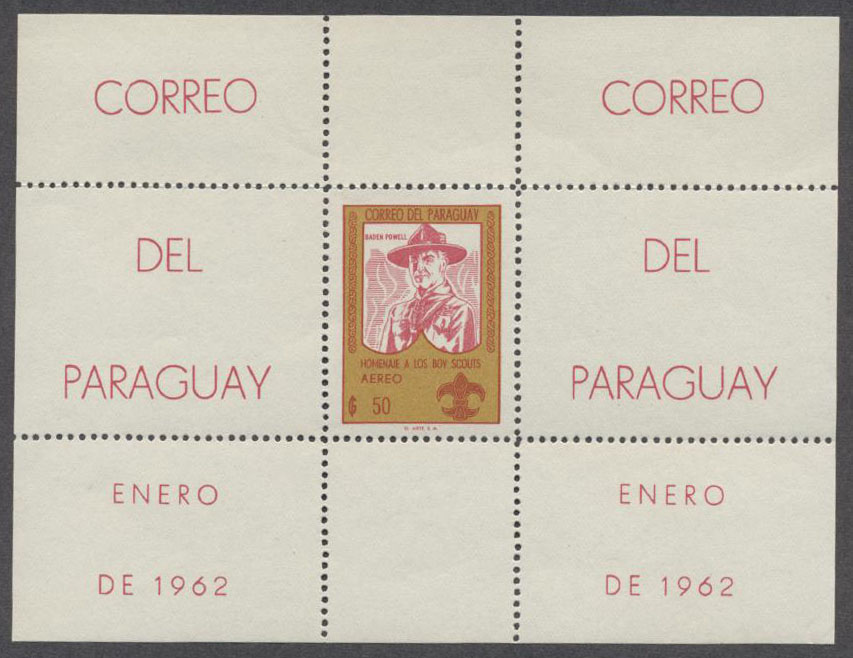 CORREO
DEL
PARAGUAY
ENERO
DE 1962
CORREO DEL PARAGUAY
BADEN POWELL
HOMENAJE A LOS BOY SCOUTS
AEREO
₲ 50
CORREO
DEL
PARAGUAY
ENERO
DE 1962